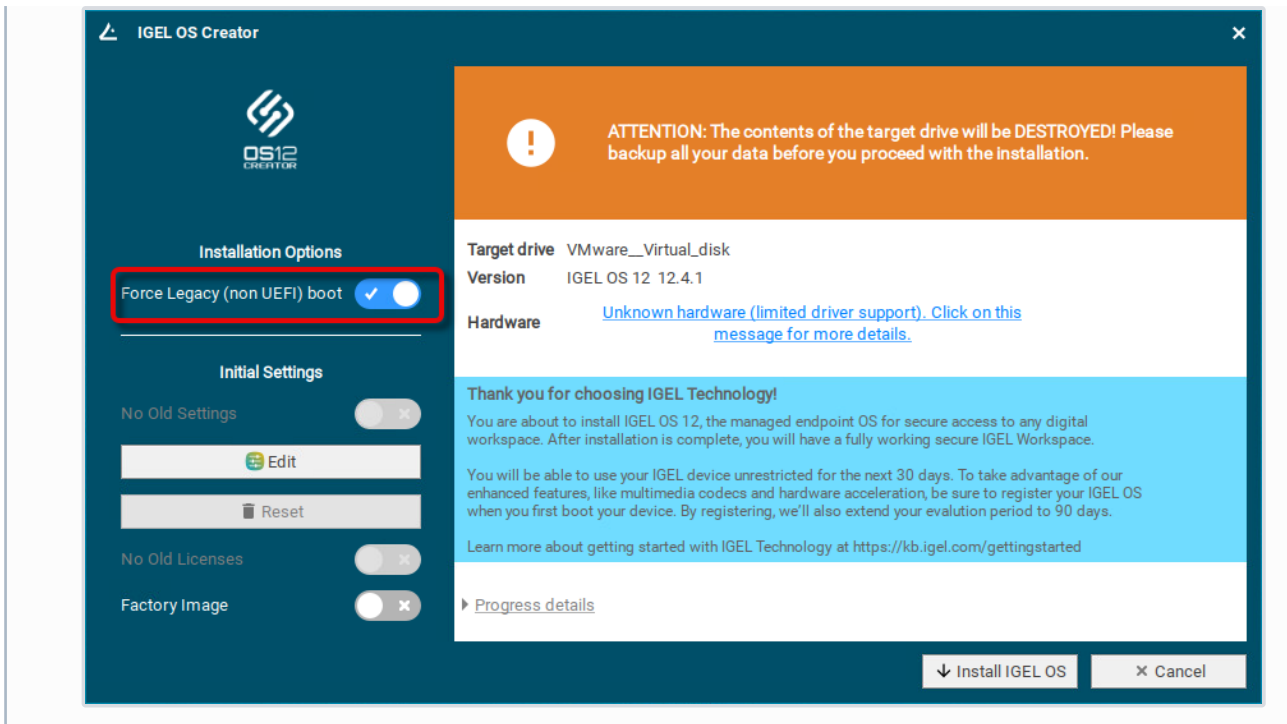 IGEL OS Creator
OS12
CREATOR
ATTENTION: The contents of the target drive will be DESTROYED! Please
backup all your data before you proceed with the installation.
Installation Options
Force Legacy (non UEFI) boot
Initial Settings
No Old Settings
Edit
Reset
No Old Licenses
Factory Image
Target drive VMware__Virtual_disk
Version IGEL OS 12 12.4.1
Hardware Unknown hardware (limited driver support). Click on this
message for more details.
Thank you for choosing IGEL Technology!
You are about to install IGEL OS 12, the managed endpoint OS for secure access to any digital
workspace. After installation is complete, you will have a fully working secure IGEL Workspace.
You will be able to use your IGEL device unrestricted for the next 30 days. To take advantage of our
enhanced features, like multimedia codecs and hardware acceleration, be sure to register your IGEL OS
when you first boot your device. By registering, we'll also extend your evalution period to 90 days.
Learn more about getting started with IGEL Technology at https://kb.igel.com/gettingstarted
Progress details
Install IGEL OS
Cancel